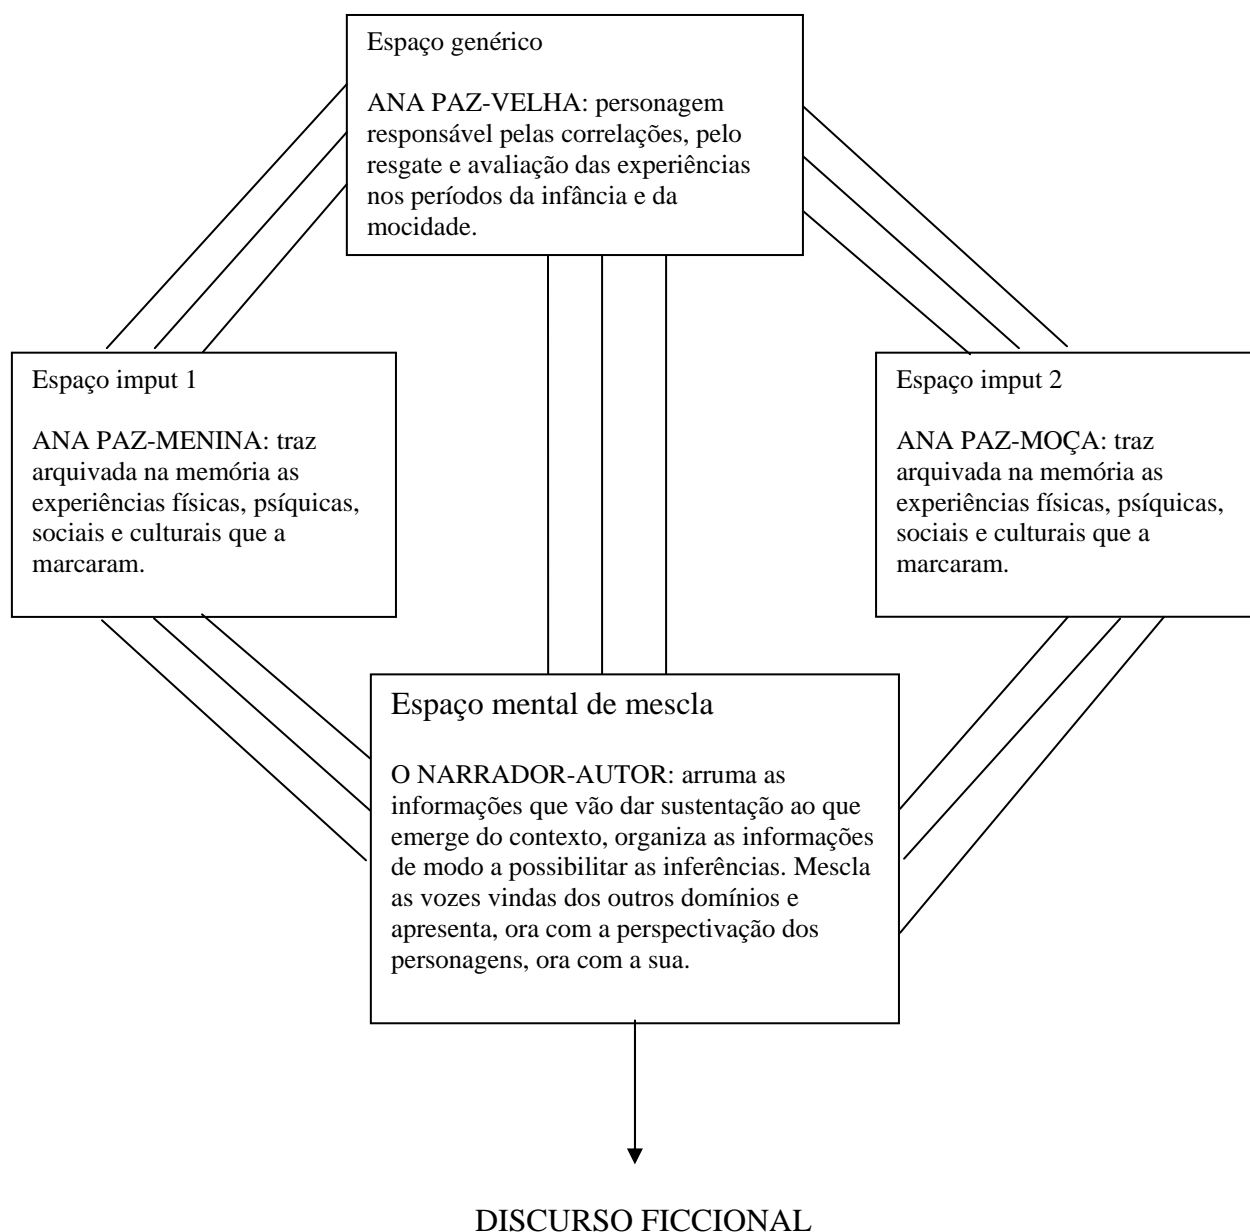 Espaço genérico
ANA PAZ-VELHA: personagem
responsável pelas correlações, pelo
resgate e avaliação das experiências
nos períodos da infância e da
mocidade.
Espaço imput 1
ANA PAZ-MENINA: traz
arquivada na memória as
experiências físicas, psíquicas,
sociais e culturais que a
marcaram.
Espaço imput 2
ANA PAZ-MOÇA: traz
arquivada na memória as
experiências físicas, psíquicas,
sociais e culturais que a
marcaram.
Espaço mental de mescla
O NARRADOR-AUTOR: arruma as
informações que vão dar sustentação ao que
emerge do contexto, organiza as informações
de modo a possibilitar as inferências. Mescla
as vozes vindas dos outros domínios e
apresenta, ora com a perspectivação dos
personagens, ora com a sua.
DISCURSO FICCIONAL